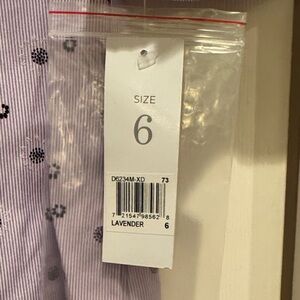 SIZE
6
D6234M-XD 73
7 21547 98562 8
LAVENDER 6